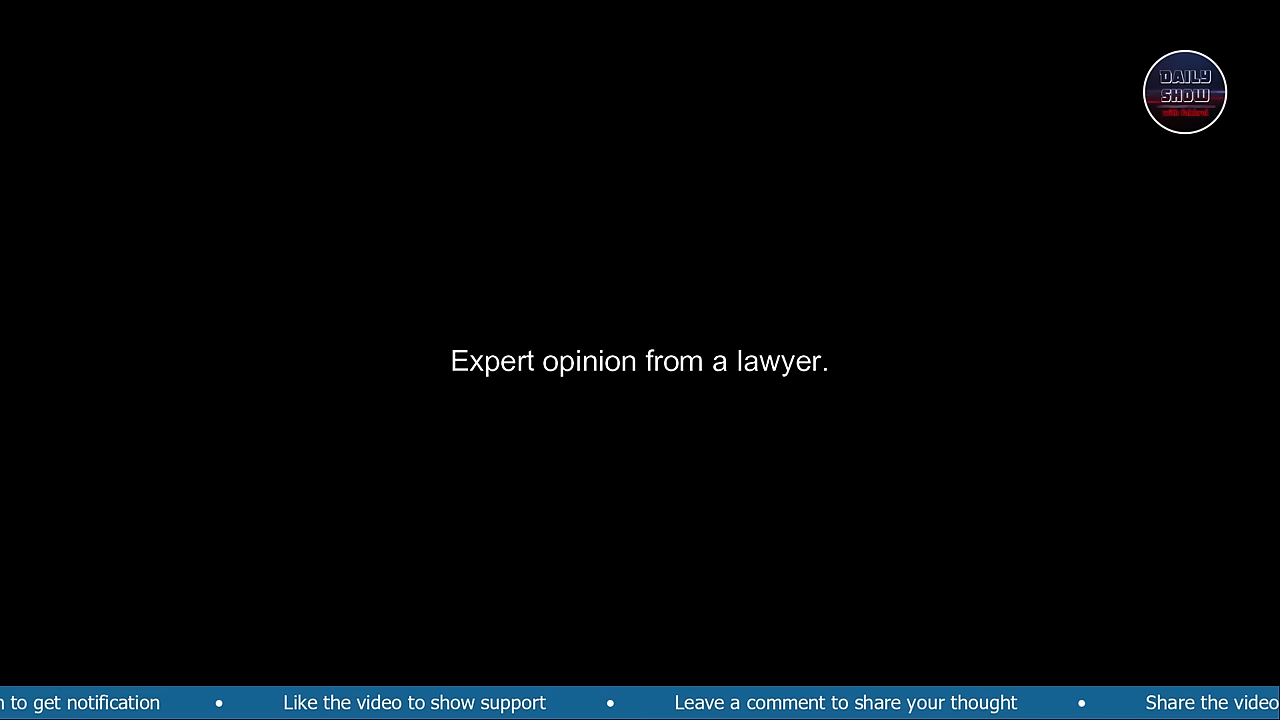 DAILY
SHOW
Expert opinion from a lawyer.
to get notification • Like the video to show support • Leave a comment to share your thought • Share the video